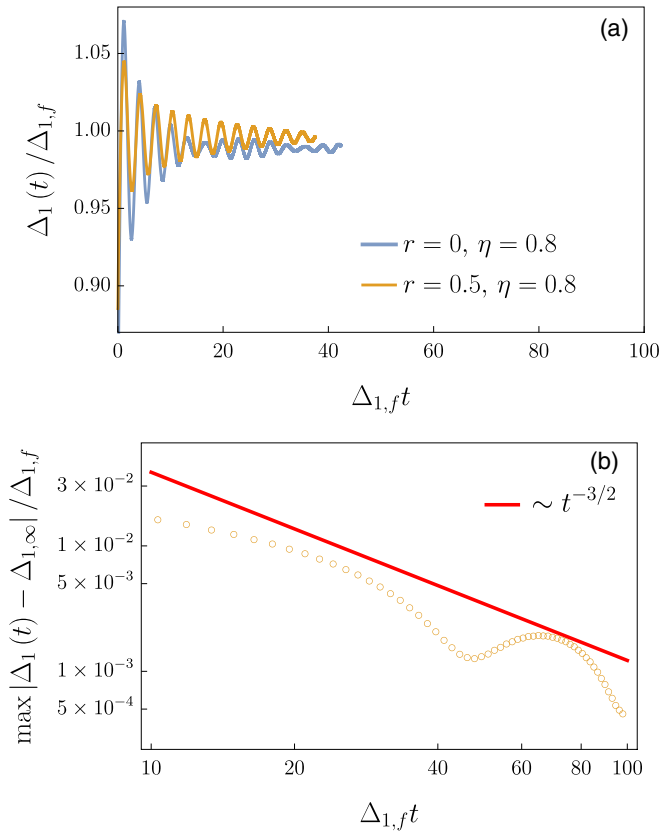 (a)
Δ₁(t)/Δ₁,f
1.05
1.00
0.95
0.90
r = 0, η = 0.8
r = 0.5, η = 0.8
0 20 40 60 80 100
Δ₁,f t
(b)
max |Δ₁(t) − Δ₁,∞| /Δ₁,f
3 × 10⁻²
1 × 10⁻²
5 × 10⁻³
1 × 10⁻³
5 × 10⁻⁴
∼ t⁻³/²
10 20 40 60 80 100
Δ₁,f t